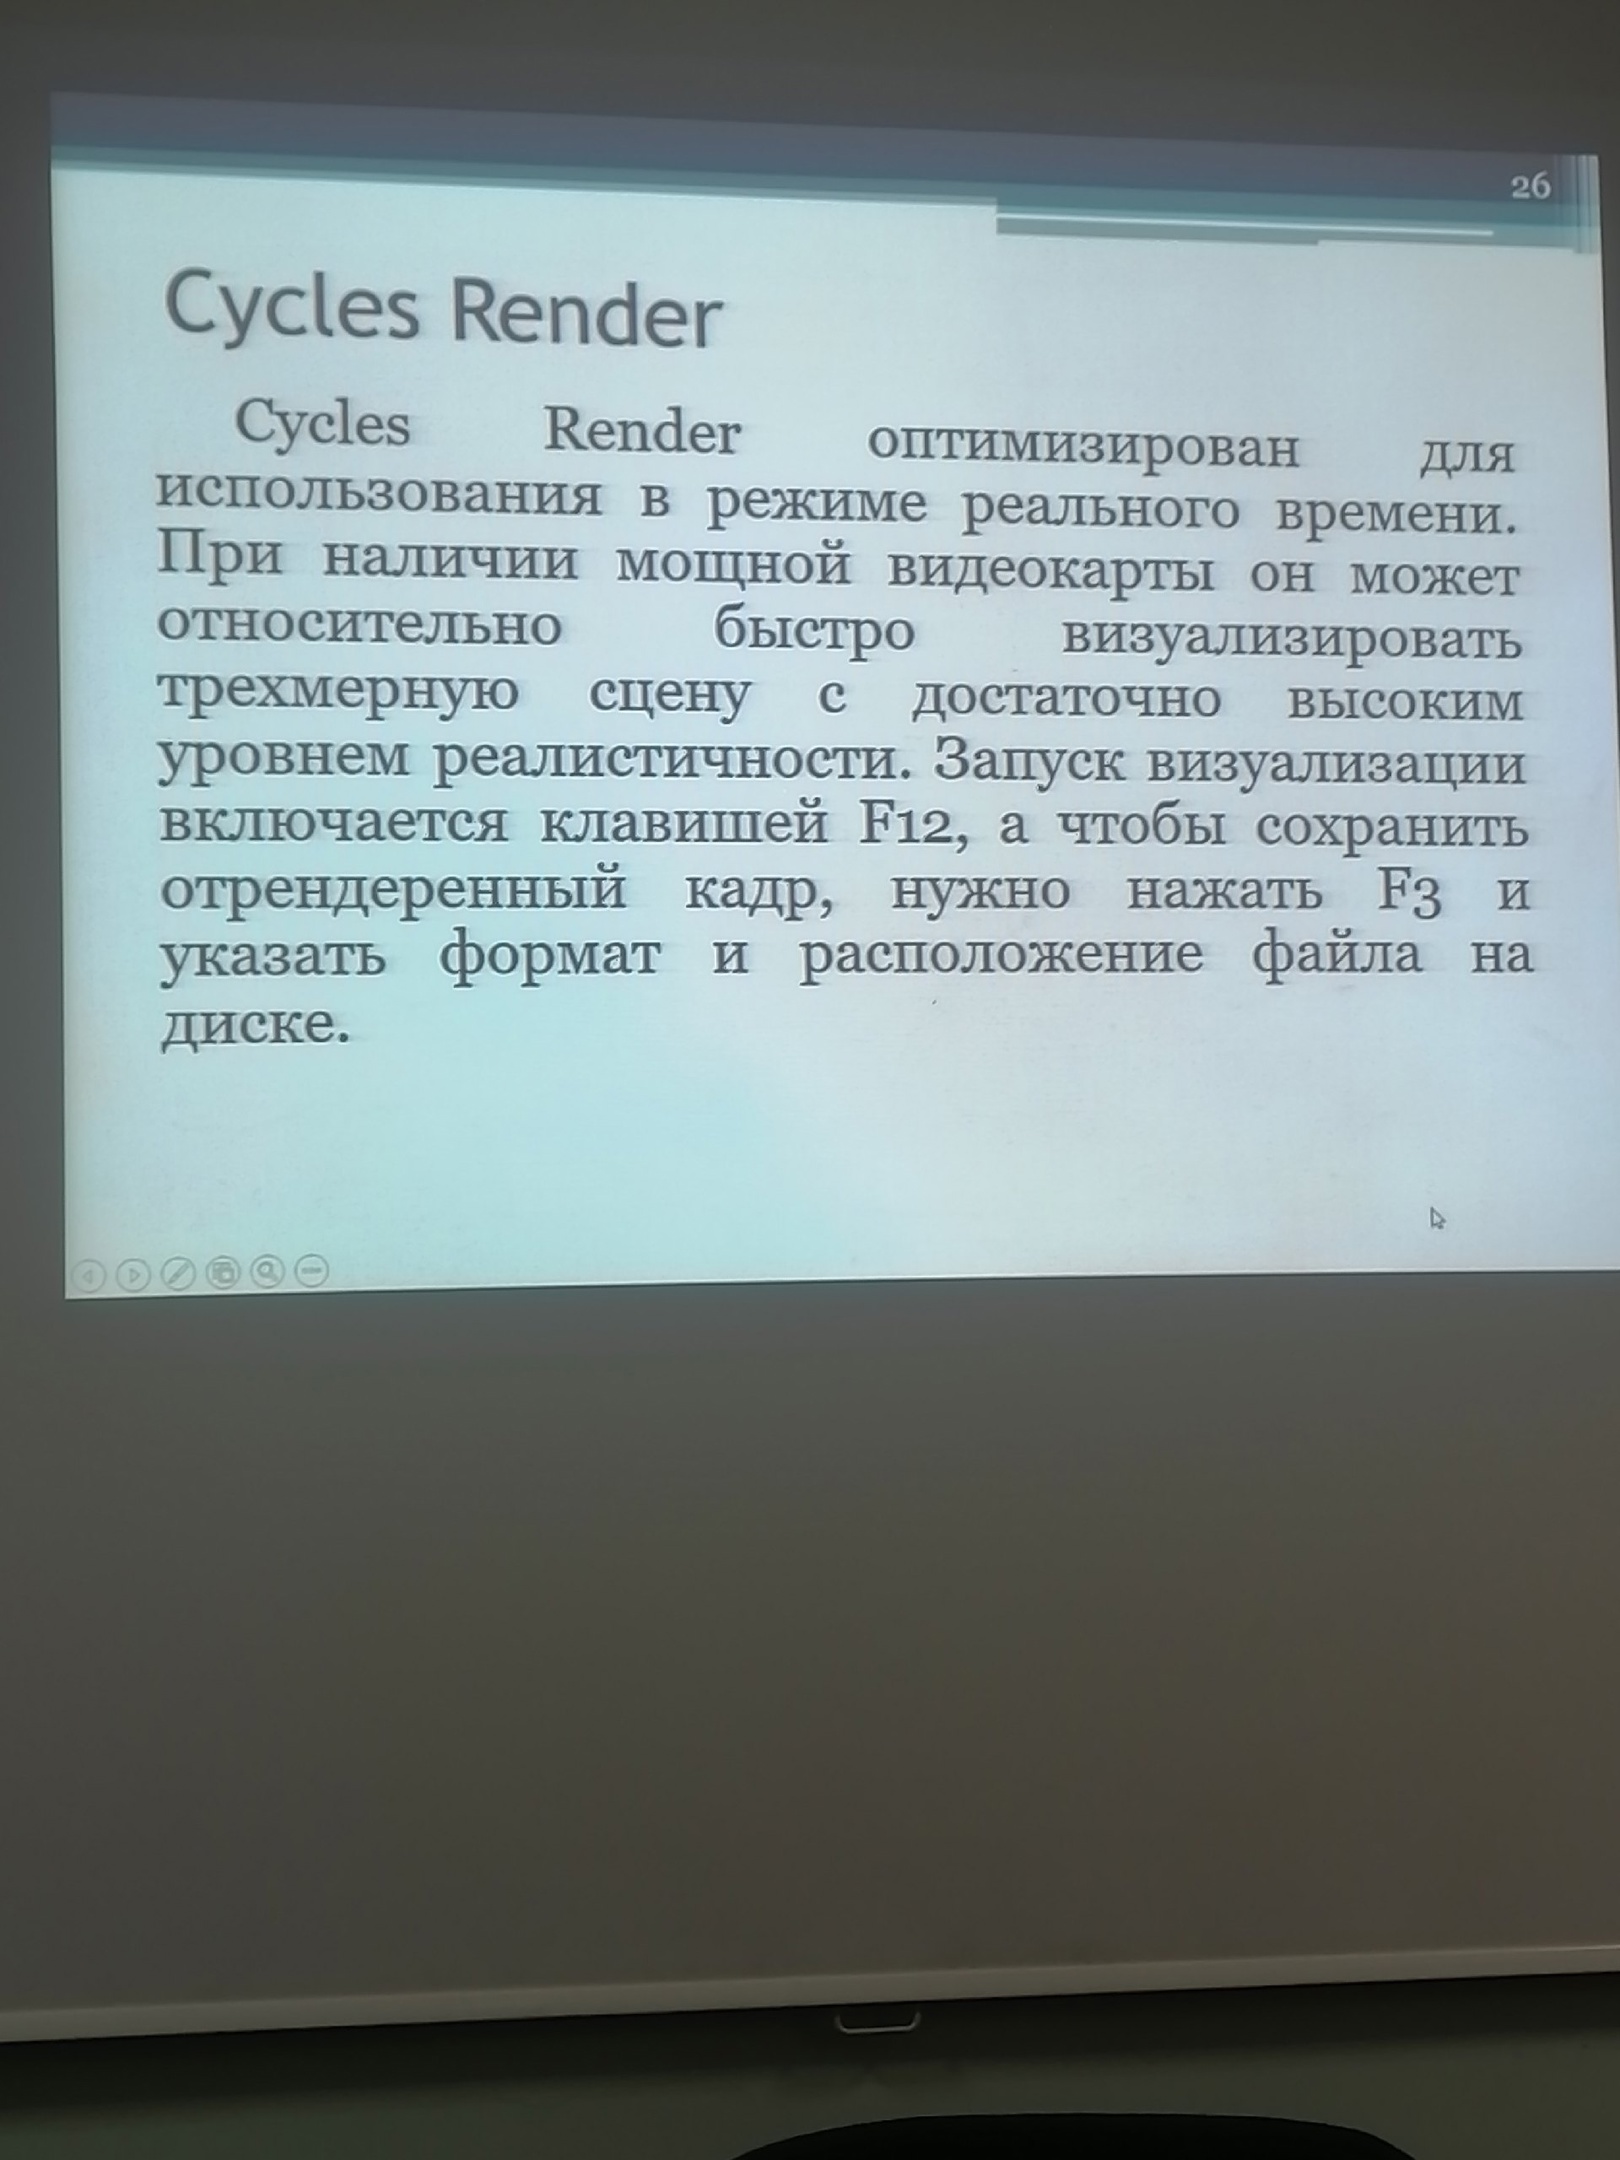 26
Cycles Render
Cycles Render оптимизирован для
использования в режиме реального времени.
При наличии мощной видеокарты он может
относительно быстро визуализировать
трехмерную сцену с достаточно высоким
уровнем реалистичности. Запуск визуализации
включается клавишей F12, а чтобы сохранить
отрендеренный кадр, нужно нажать F3 и
указать формат и расположение файла на
диске.